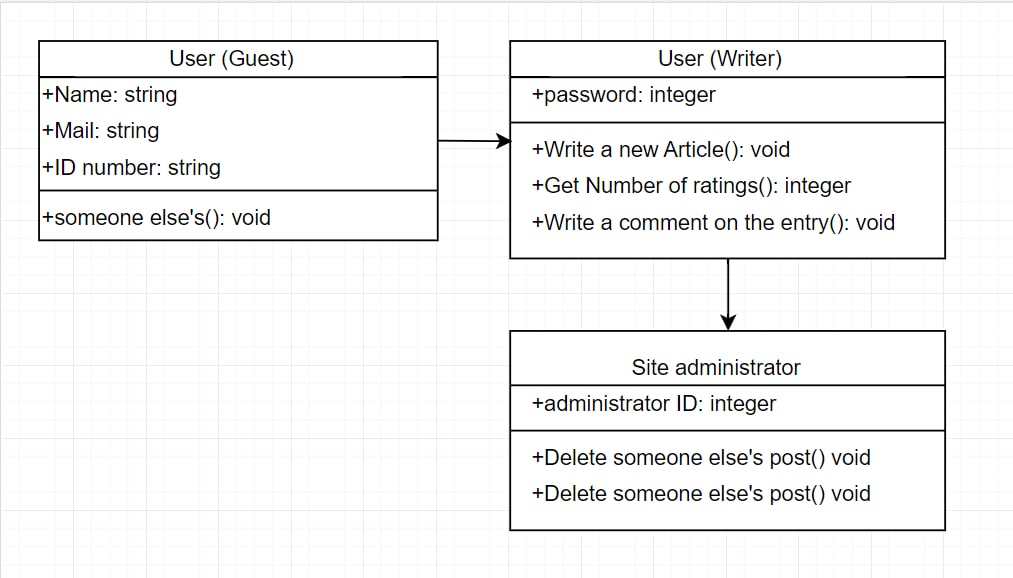 User (Guest)
+Name: string
+Mail: string
+ID number: string
+someone else's(): void
User (Writer)
+password: integer
+Write a new Article(): void
+Get Number of ratings(): integer
+Write a comment on the entry(): void
Site administrator
+administrator ID: integer
+Delete someone else's post() void
+Delete someone else's post() void